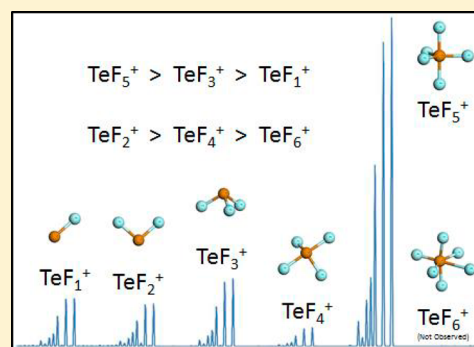 TeF₅⁺ > TeF₃⁺ > TeF₁⁺
TeF₂⁺ > TeF₄⁺ > TeF₆⁺
TeF₅⁺
TeF₁⁺
TeF₂⁺
TeF₃⁺
TeF₄⁺
TeF₆⁺
(Not Observed)